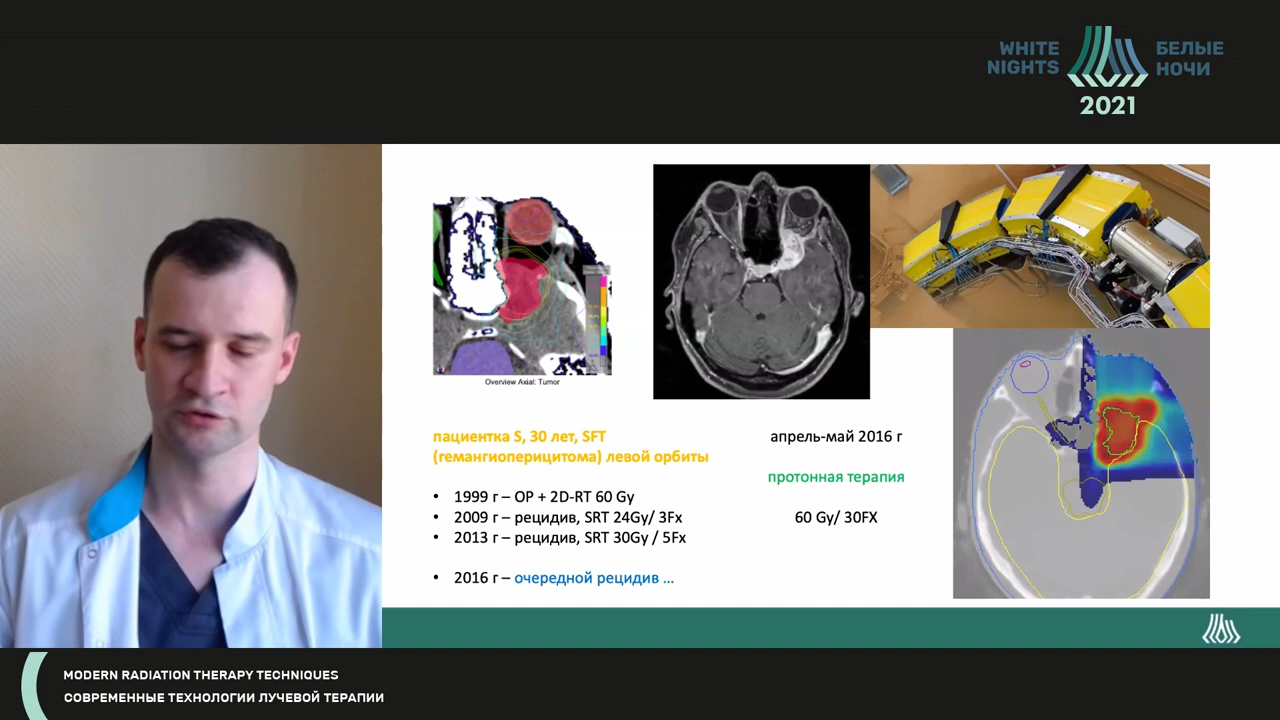 WHITE NIGHTS
БЕЛЫЕ НОЧИ
2021
Overview Axial: Tumor
пациентка S, 30 лет, SFT
(гемангиоперицитома) левой орбиты
• 1999 г – ОР + 2D-RT 60 Gy
• 2009 г – рецидив, SRT 24Gy/ 3Fx
• 2013 г – рецидив, SRT 30Gy / 5Fx
• 2016 г – очередной рецидив ...
апрель-май 2016 г
протонная терапия
60 Gy/ 30FX
MODERN RADIATION THERAPY TECHNIQUES
СОВРЕМЕННЫЕ ТЕХНОЛОГИИ ЛУЧЕВОЙ ТЕРАПИИ